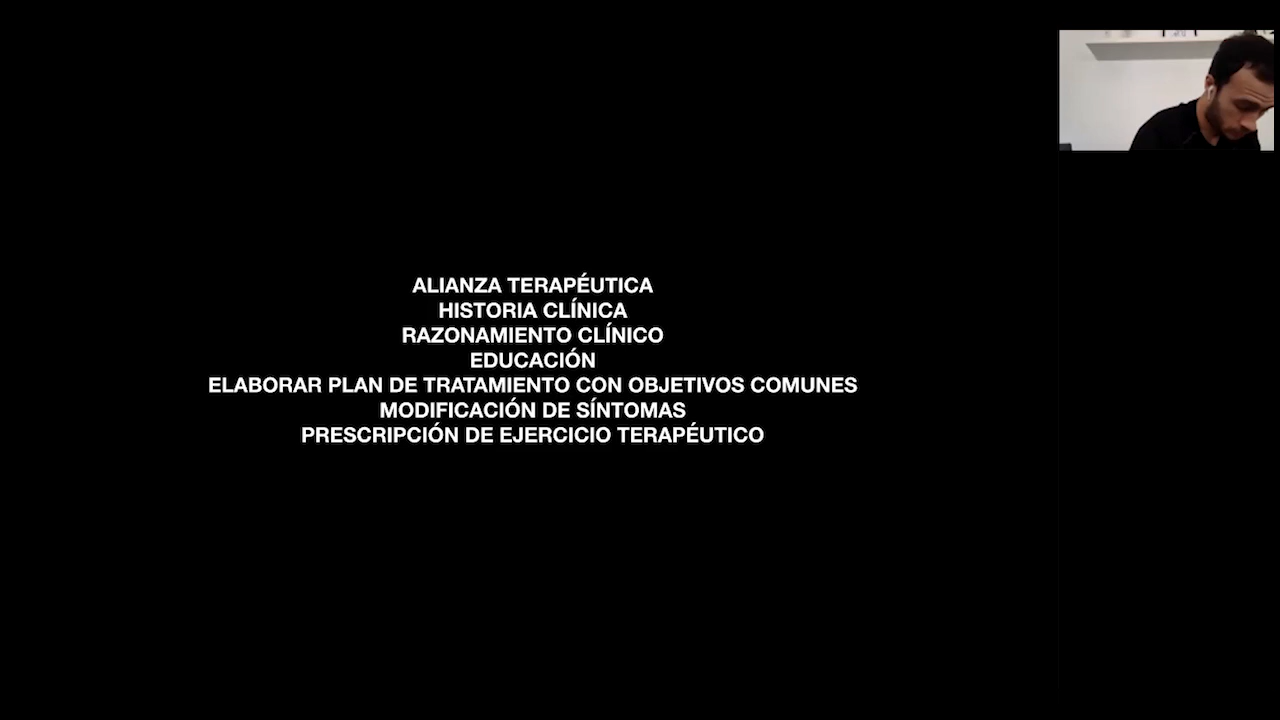 ALIANZA TERAPÉUTICA
HISTORIA CLÍNICA
RAZONAMIENTO CLÍNICO
EDUCACIÓN
ELABORAR PLAN DE TRATAMIENTO CON OBJETIVOS COMUNES
MODIFICACIÓN DE SÍNTOMAS
PRESCRIPCIÓN DE EJERCICIO TERAPÉUTICO